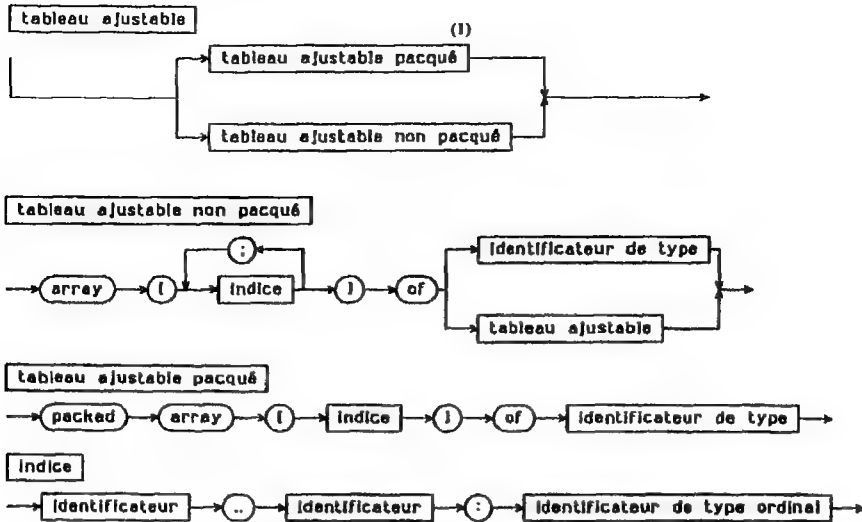 tableau ajustable
(1)
tableau ajustable pacqué
tableau ajustable non pacqué
tableau ajustable non pacqué
;
identificateur de type
array [ indice ] of
tableau ajustable
tableau ajustable pacqué
packed array [ indice ] of identificateur de type
indice
identificateur .. identificateur : identificateur de type ordinal